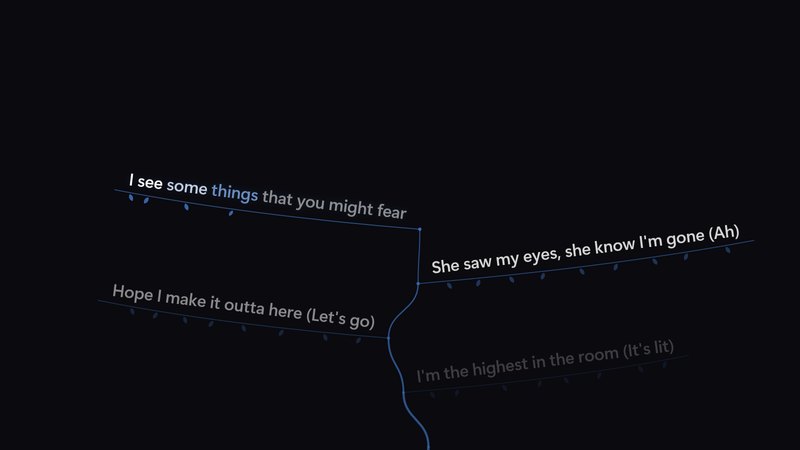 I see some things that you might fear
She saw my eyes, she know I'm gone (Ah)
Hope I make it outta here (Let's go)
I'm the highest in the room (It's lit)